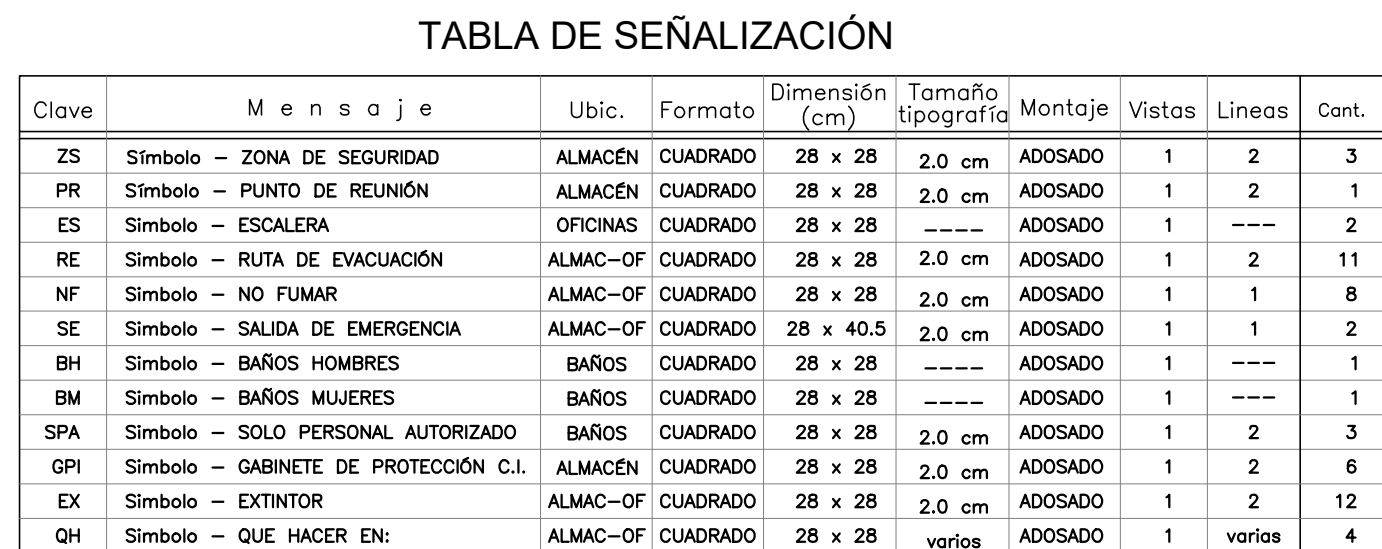 TABLA DE SEÑALIZACIÓN
Clave Mensaje Ubic. Formato Dimensión (cm) Tamaño tipografía Montaje Vistas Lineas Cant.
ZS Símbolo – ZONA DE SEGURIDAD ALMACÉN CUADRADO 28 x 28 2.0 cm ADOSADO 1 2 3
PR Símbolo – PUNTO DE REUNIÓN ALMACÉN CUADRADO 28 x 28 2.0 cm ADOSADO 1 2 1
ES Simbolo – ESCALERA OFICINAS CUADRADO 28 x 28 ---- ADOSADO 1 --- 2
RE Simbolo – RUTA DE EVACUACIÓN ALMAC–OF CUADRADO 28 x 28 2.0 cm ADOSADO 1 2 11
NF Simbolo – NO FUMAR ALMAC–OF CUADRADO 28 x 28 2.0 cm ADOSADO 1 1 8
SE Simbolo – SALIDA DE EMERGENCIA ALMAC–OF CUADRADO 28 x 40.5 2.0 cm ADOSADO 1 1 2
BH Simbolo – BAÑOS HOMBRES BAÑOS CUADRADO 28 x 28 ---- ADOSADO 1 --- 1
BM Simbolo – BAÑOS MUJERES BAÑOS CUADRADO 28 x 28 ---- ADOSADO 1 --- 1
SPA Simbolo – SOLO PERSONAL AUTORIZADO BAÑOS CUADRADO 28 x 28 2.0 cm ADOSADO 1 2 3
GPI Simbolo – GABINETE DE PROTECCIÓN C.I. ALMACÉN CUADRADO 28 x 28 2.0 cm ADOSADO 1 2 6
EX Simbolo – EXTINTOR ALMAC–OF CUADRADO 28 x 28 2.0 cm ADOSADO 1 2 12
QH Simbolo – QUE HACER EN: ALMAC–OF CUADRADO 28 x 28 varios ADOSADO 1 varias 4